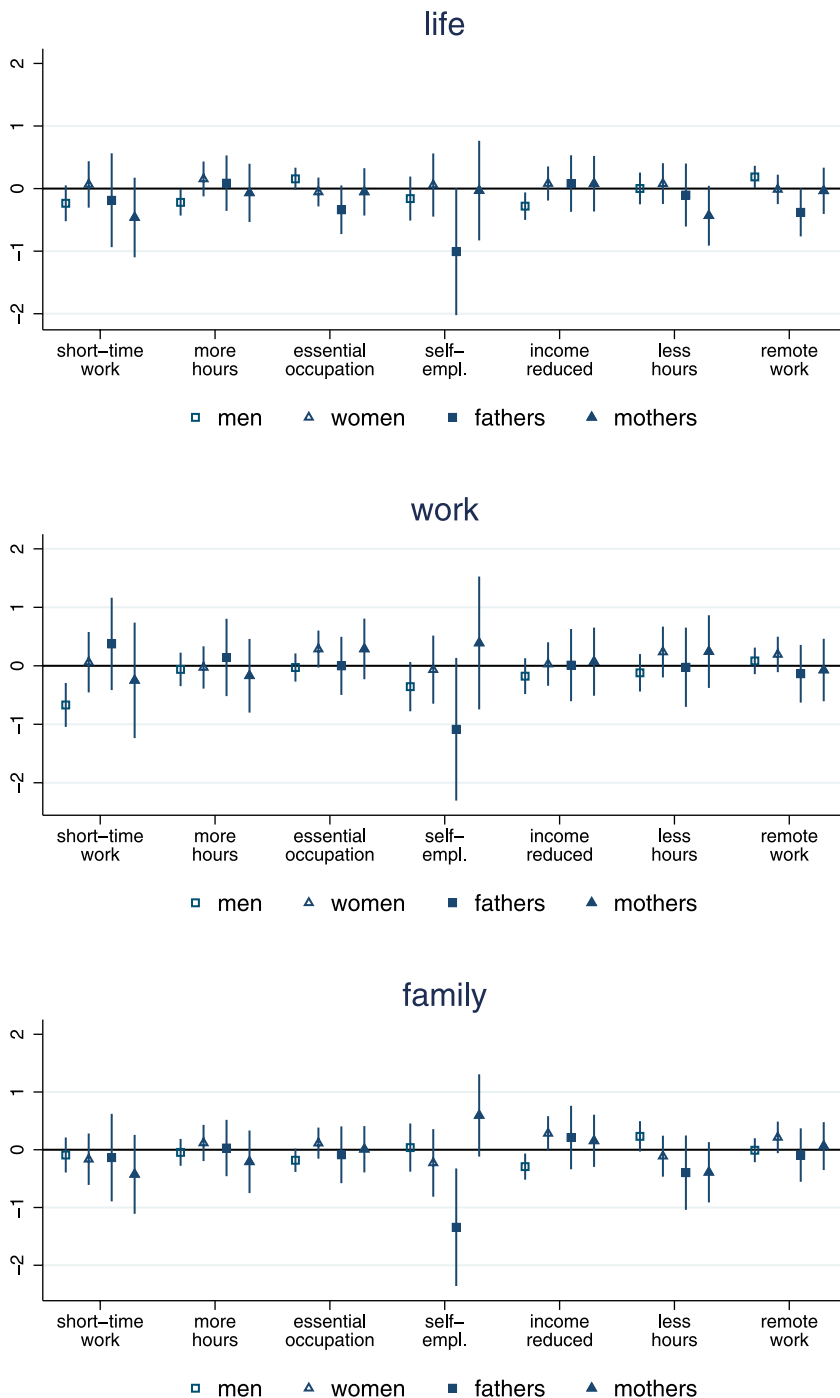 life
2
1
0
−1
−2
short−time work
more hours
essential occupation
self− empl.
income reduced
less hours
remote work
men women fathers mothers
work
2
1
0
−1
−2
short−time work
more hours
essential occupation
self− empl.
income reduced
less hours
remote work
men women fathers mothers
family
2
1
0
−1
−2
short−time work
more hours
essential occupation
self− empl.
income reduced
less hours
remote work
men women fathers mothers